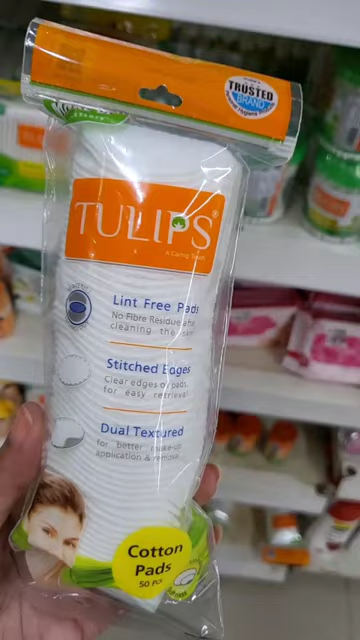 TRUSTED
BRAND
TULIPS®
A Caring Touch
Lint Free Pads
No Fibre Residue after
cleaning the skin
Stitched Edges
Clear edges of pads,
for easy retrieval
Dual Textured
for better make-up
application & removal
Cotton
Pads
50 PCS